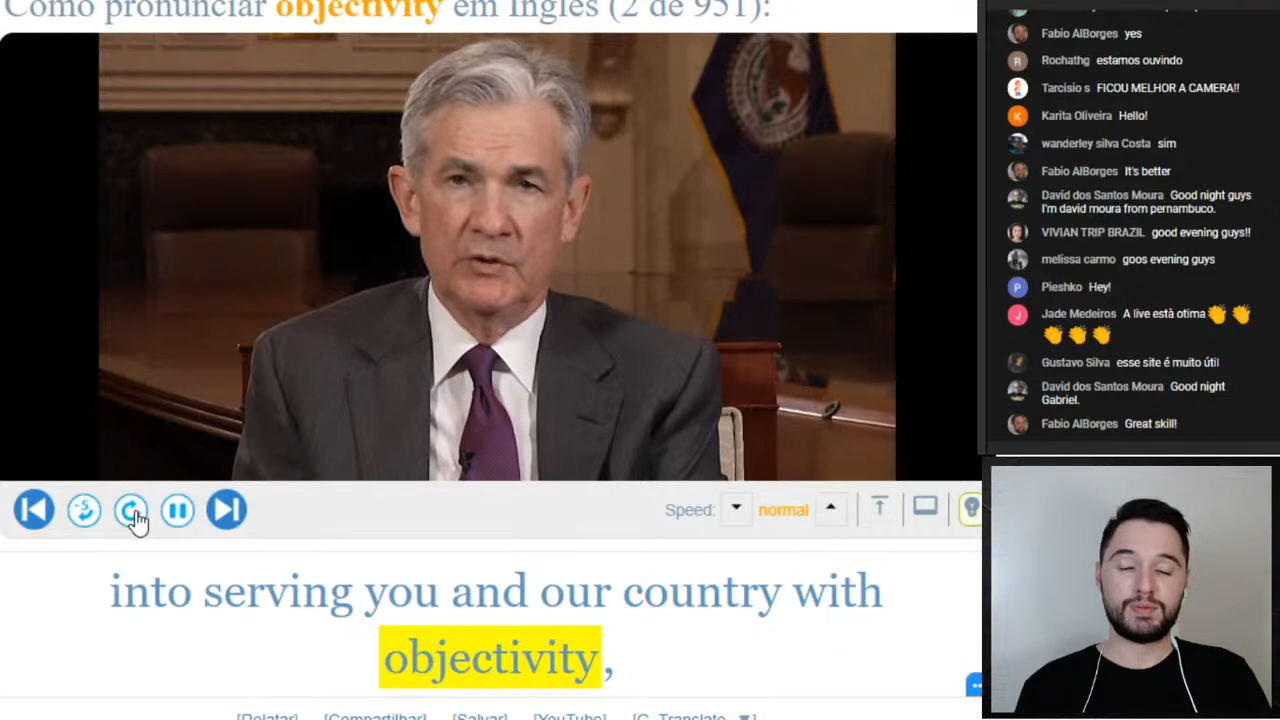 Como pronunciar objectivity em Inglês (2 de 951):
Speed: normal
into serving you and our country with
objectivity,
[Relatar] [Compartilhar] [Salvar] [YouTube] [G. Translate ▼]
Fabio AlBorges yes
Rochathg estamos ouvindo
Tarcisio s FICOU MELHOR A CAMERA!!
Karita Oliveira Hello!
wanderley silva Costa sim
Fabio AlBorges It's better
David dos Santos Moura Good night guys
I'm david moura from pernambuco.
VIVIAN TRIP BRAZIL good evening guys!!
melissa carmo goos evening guys
Pieshko Hey!
Jade Medeiros A live està otima 👏 👏
👏 👏 👏
Gustavo Silva esse site é muito útil
David dos Santos Moura Good night
Gabriel.
Fabio AlBorges Great skill!